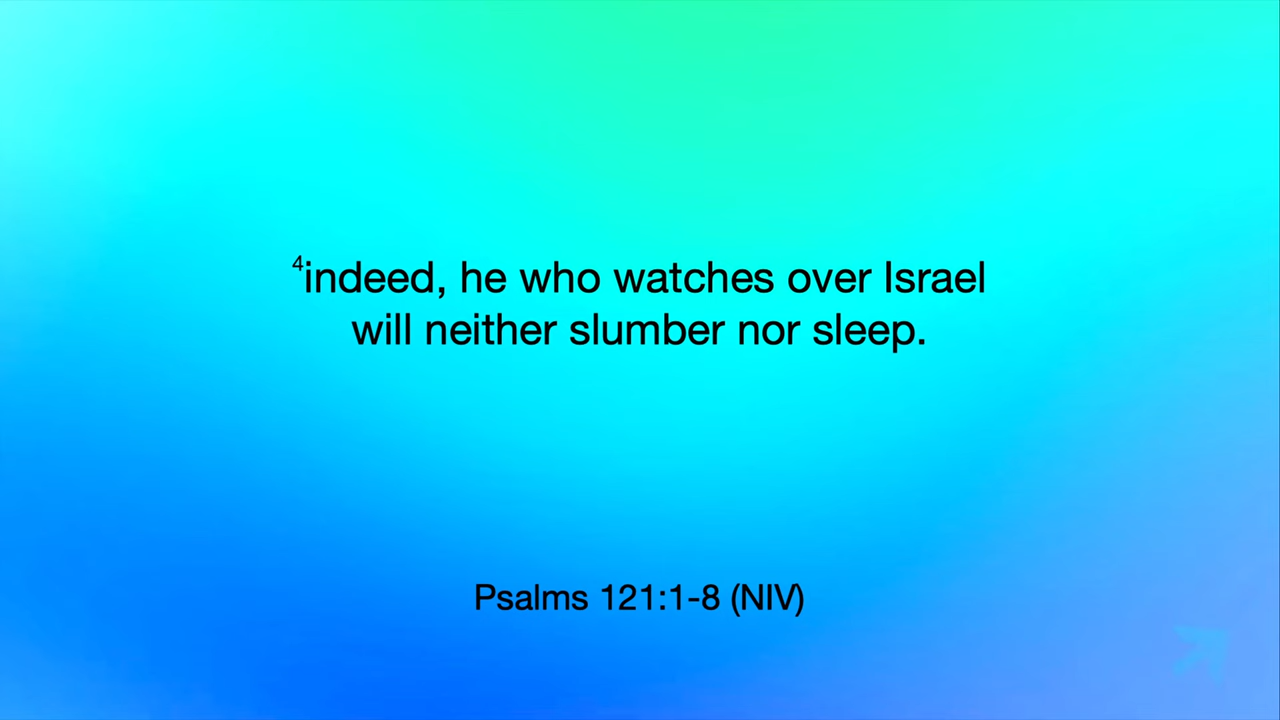 ⁴indeed, he who watches over Israel
will neither slumber nor sleep.
Psalms 121:1-8 (NIV)